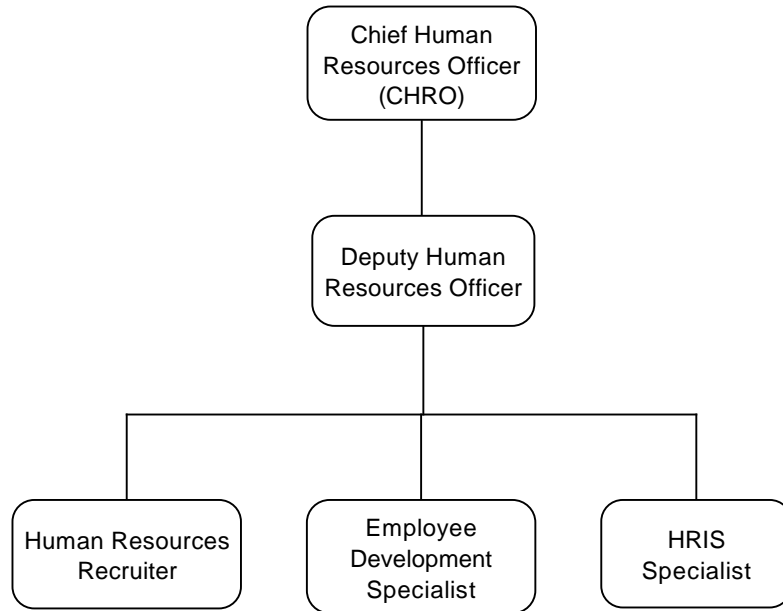 Chief Human
Resources Officer
(CHRO)
Deputy Human
Resources Officer
Human Resources
Recruiter
Employee
Development
Specialist
HRIS
Specialist